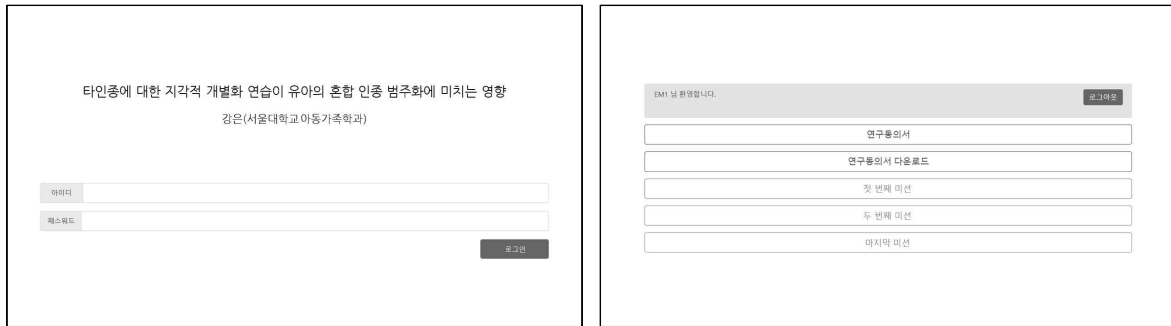 타인종에 대한 지각적 개별화 연습이 유아의 혼합 인종 범주화에 미치는 영향
강은(서울대학교 아동가족학과)
아이디
패스워드
로그인
EM1 님 환영합니다.
로그아웃
연구동의서
연구동의서 다운로드
첫 번째 미션
두 번째 미션
마지막 미션